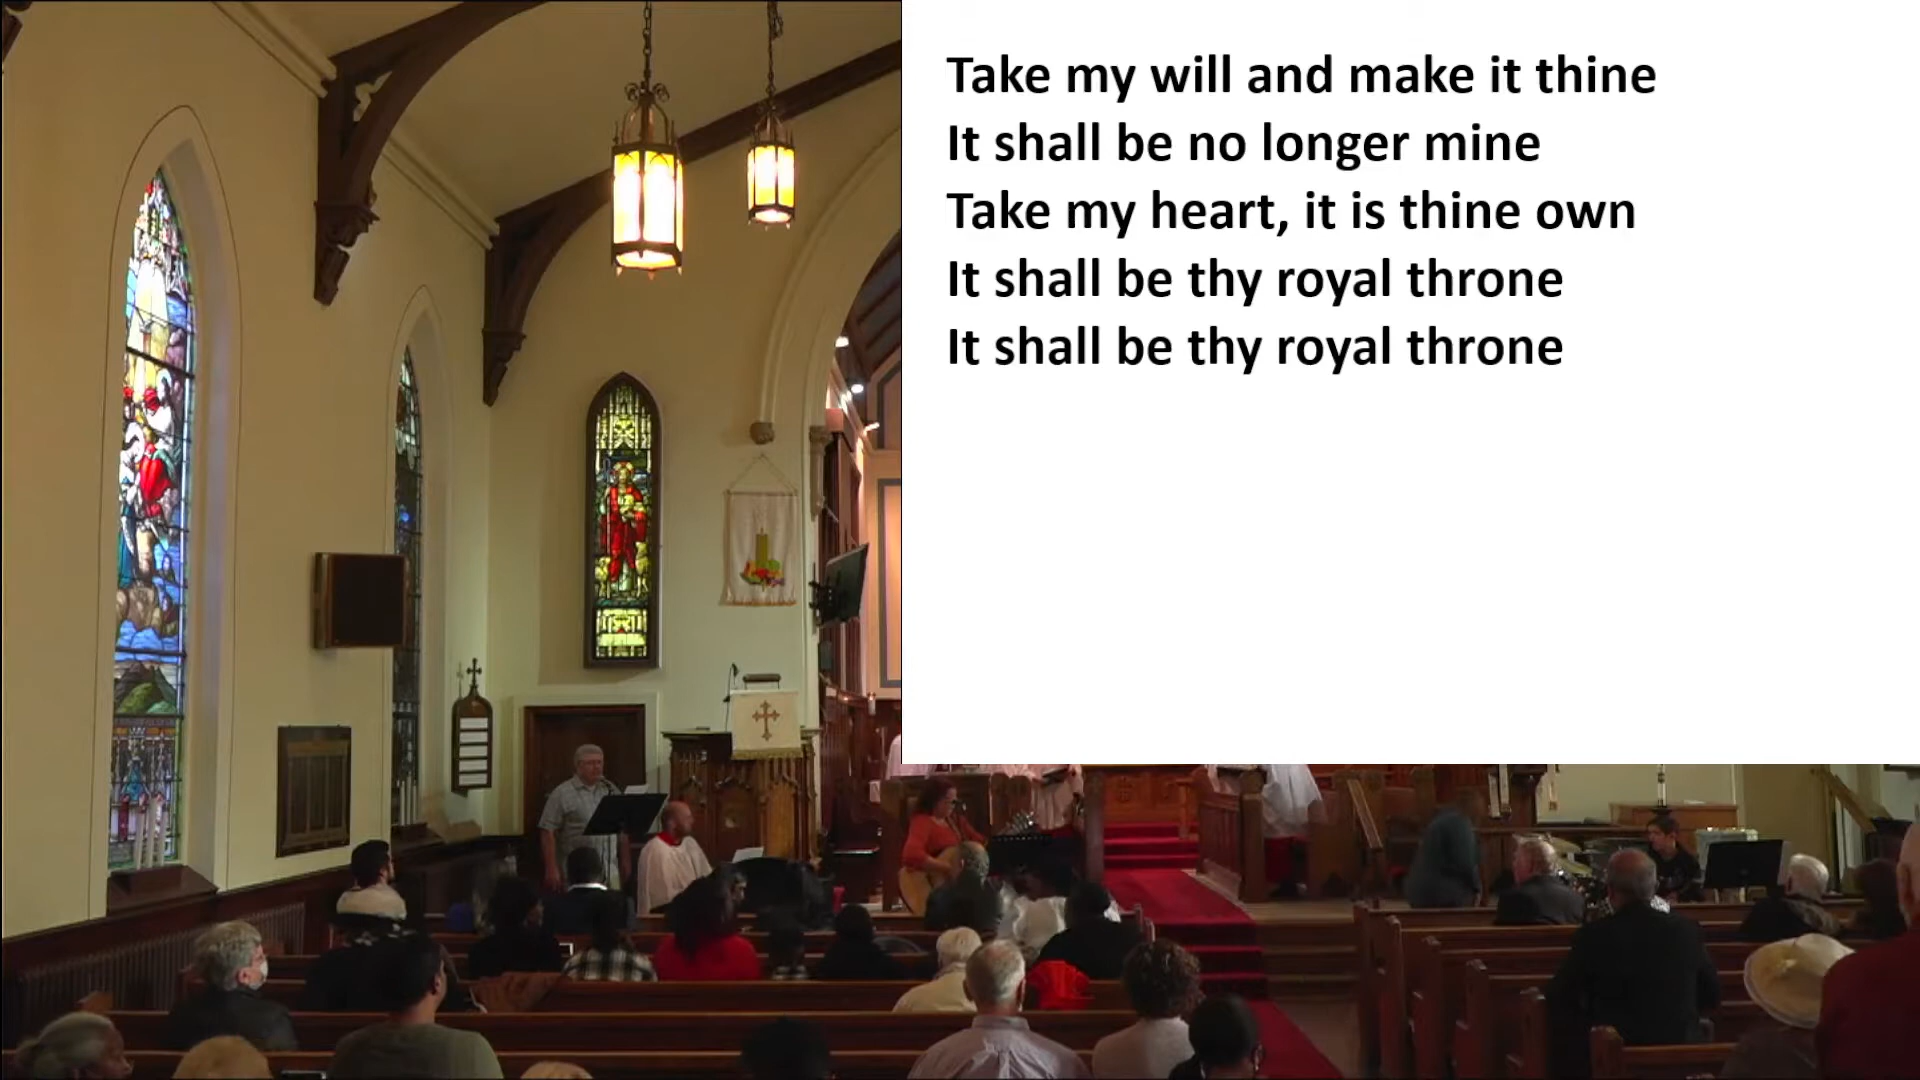 Take my will and make it thine
It shall be no longer mine
Take my heart, it is thine own
It shall be thy royal throne
It shall be thy royal throne